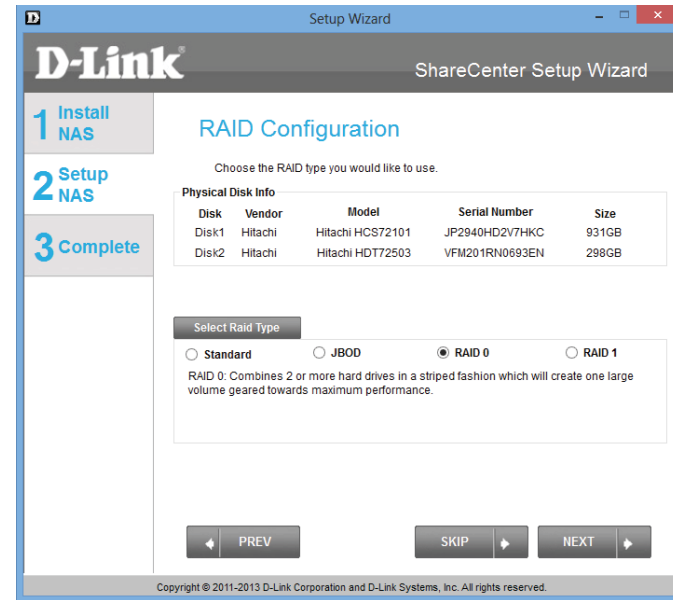 Setup Wizard
D-Link
ShareCenter Setup Wizard
1 Install NAS
2 Setup NAS
3 Complete
RAID Configuration
Choose the RAID type you would like to use.
Physical Disk Info
Disk Vendor Model Serial Number Size
Disk1 Hitachi Hitachi HCS72101 JP2940HD2V7HKC 931GB
Disk2 Hitachi Hitachi HDT72503 VFM201RN0693EN 298GB
Select Raid Type
Standard JBOD RAID 0 RAID 1
RAID 0: Combines 2 or more hard drives in a striped fashion which will create one large
volume geared towards maximum performance.
PREV SKIP NEXT
Copyright © 2011-2013 D-Link Corporation and D-Link Systems, Inc. All rights reserved.